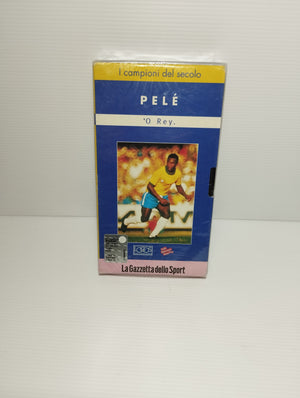 I campioni del secolo
PELÉ
'O Rey.
La Gazzetta dello Sport